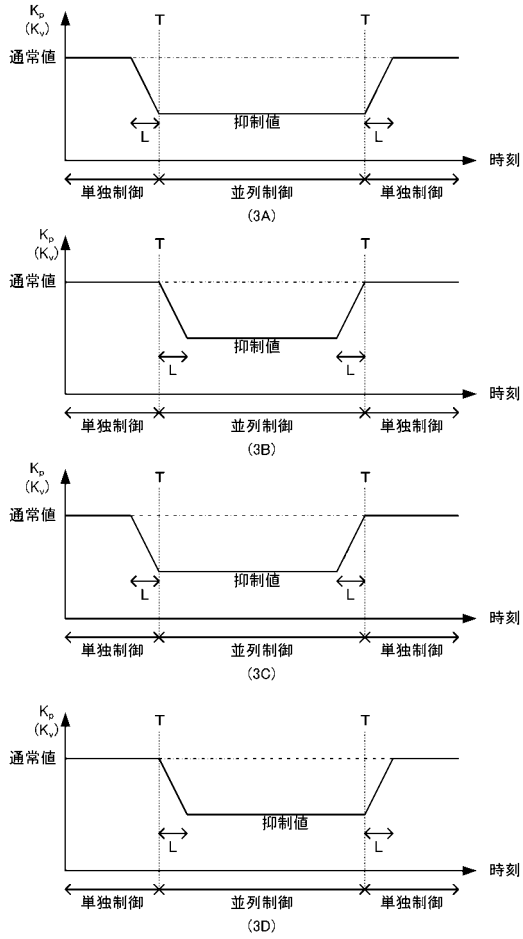 Kp
(Kv)
T
T
通常値
抑制値
L
L
時刻
単独制御
並列制御
単独制御
(3A)
Kp
(Kv)
T
T
通常値
抑制値
L
L
時刻
単独制御
並列制御
単独制御
(3B)
Kp
(Kv)
T
T
通常値
抑制値
L
L
時刻
単独制御
並列制御
単独制御
(3C)
Kp
(Kv)
T
T
通常値
抑制値
L
L
時刻
単独制御
並列制御
単独制御
(3D)